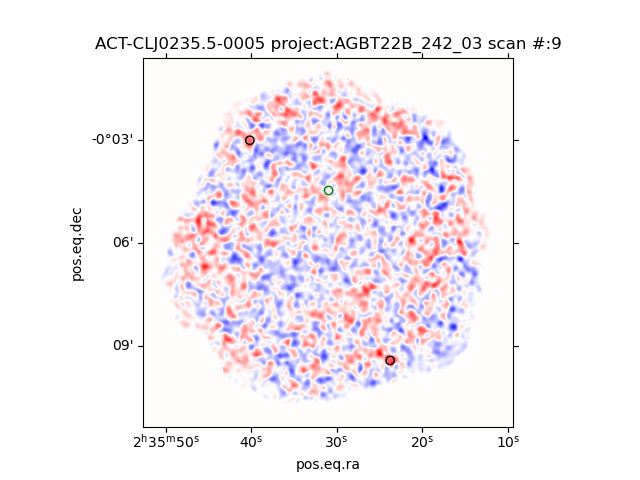 ACT-CLJ0235.5-0005 project:AGBT22B_242_03 scan #:9
-0°03'
06'
09'
pos.eq.dec
2ʰ35ᵐ50ˢ 40ˢ 30ˢ 20ˢ 10ˢ
pos.eq.ra